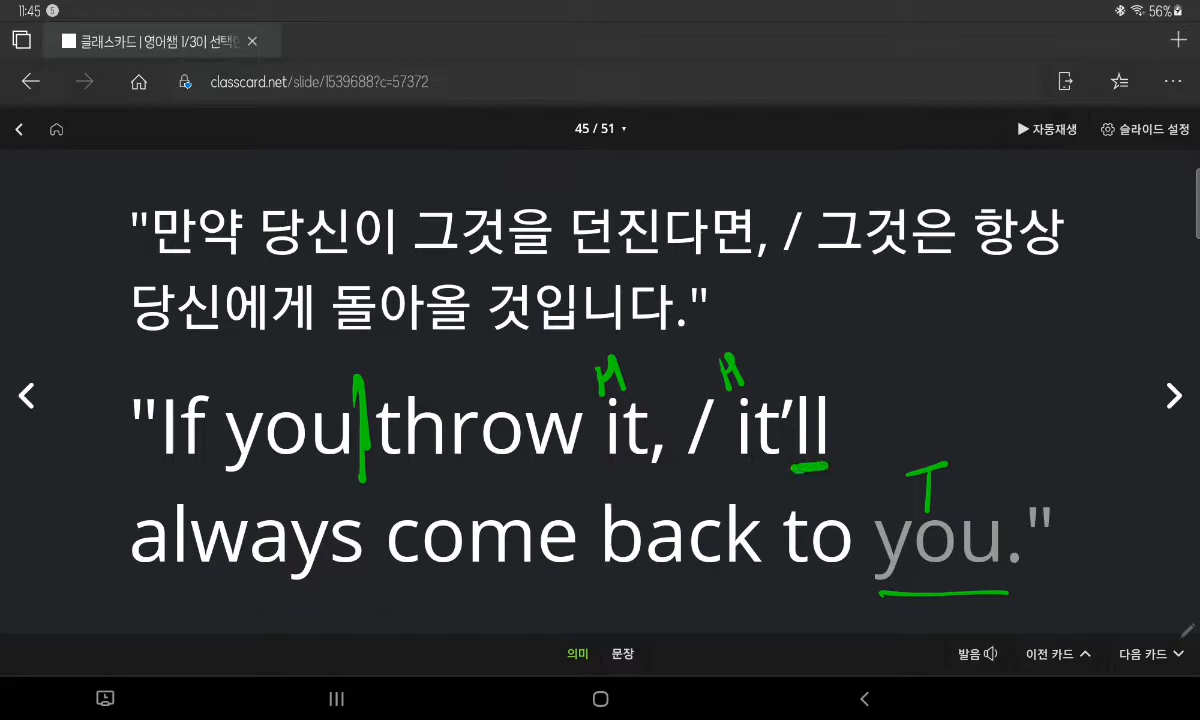 11:45 5
56%
클래스카드 | 영어쌤 1/3이 선택한
classcard.net/slide/1539688?c=57372
45 / 51
자동재생
슬라이드 설정
"만약 당신이 그것을 던진다면, / 그것은 항상
당신에게 돌아올 것입니다."
"If you throw it, / it’ll
always come back to you."
T
의미 문장
발음 이전 카드 다음 카드